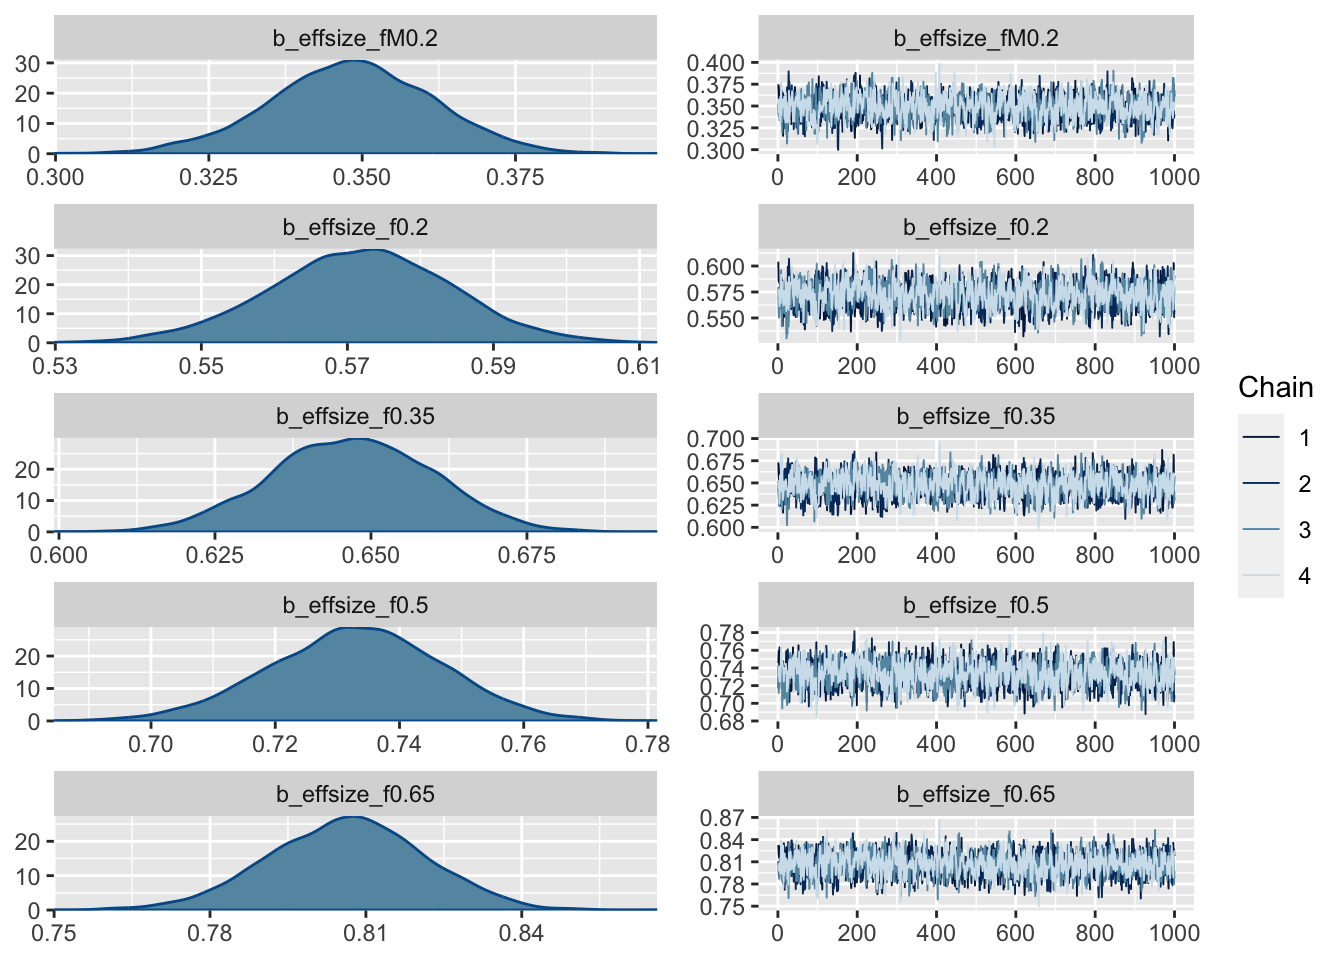 b_effsize_fM0.2
30
20
10
0
0.300 0.325 0.350 0.375
b_effsize_fM0.2
0.400
0.375
0.350
0.325
0.300
0 200 400 600 800 1000
b_effsize_f0.2
30
20
10
0
0.53 0.55 0.57 0.59 0.61
b_effsize_f0.2
0.600
0.575
0.550
0 200 400 600 800 1000
b_effsize_f0.35
20
10
0
0.600 0.625 0.650 0.675
b_effsize_f0.35
0.700
0.675
0.650
0.625
0.600
0 200 400 600 800 1000
b_effsize_f0.5
20
10
0
0.70 0.72 0.74 0.76 0.78
b_effsize_f0.5
0.78
0.76
0.74
0.72
0.70
0.68
0 200 400 600 800 1000
b_effsize_f0.65
20
10
0
0.75 0.78 0.81 0.84
b_effsize_f0.65
0.87
0.84
0.81
0.78
0.75
0 200 400 600 800 1000
Chain
1
2
3
4